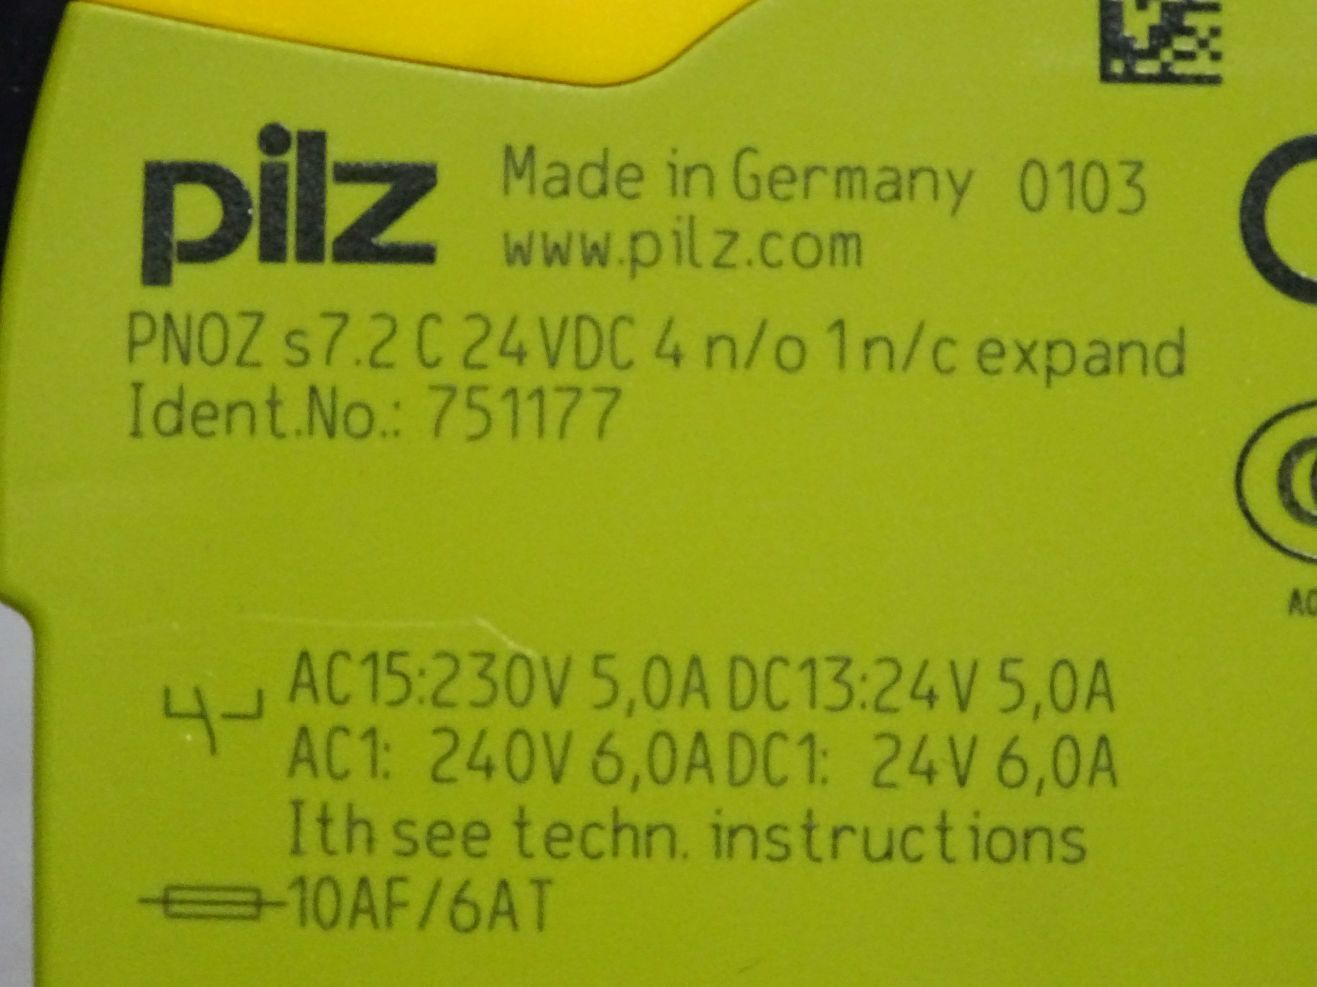 pilz Made in Germany 0103
www.pilz.com
PNOZ s7.2 C 24VDC 4 n/o 1 n/c expand
Ident.No.: 751177
AC15:230V 5,0A DC13:24V 5,0A
AC1: 240V 6,0A DC1: 24V 6,0A
Ith see techn. instructions
10AF/6AT